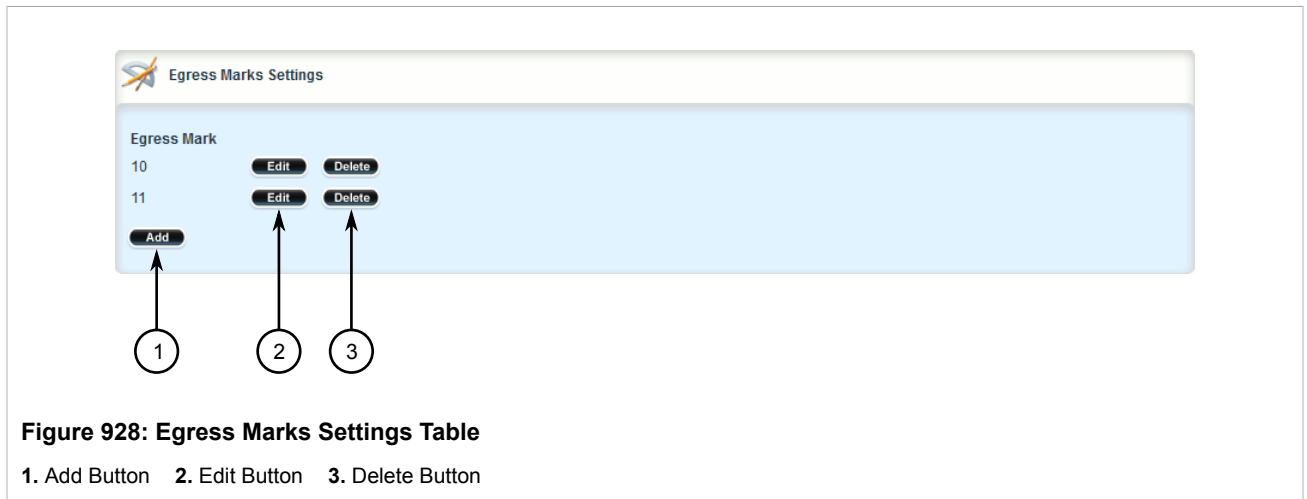 Egress Marks Settings
Egress Mark
10 Edit Delete
11 Edit Delete
Add
1 2 3
Figure 928: Egress Marks Settings Table
1. Add Button 2. Edit Button 3. Delete Button